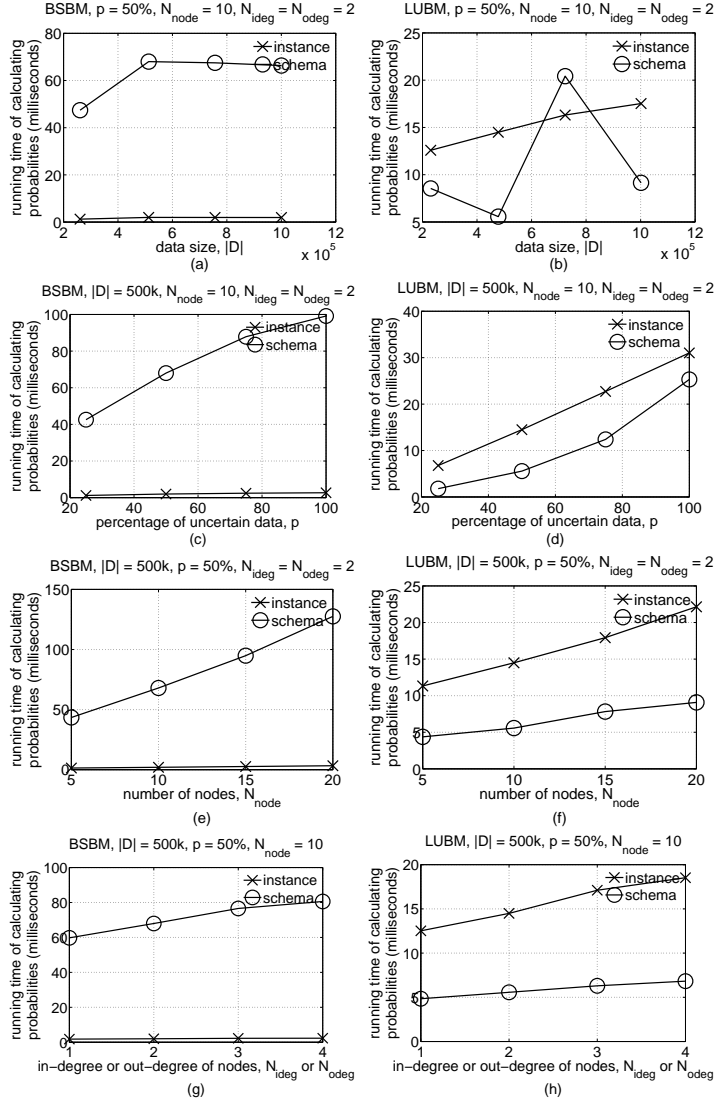 BSBM, p = 50%, N_node = 10, N_ideg = N_odeg = 2
running time of calculating
probabilities (milliseconds)
80
60
40
20
0
instance
schema
2 4 6 8 10 12
x 10^5
data size, |D|
(a)
LUBM, p = 50%, N_node = 10, N_ideg = N_odeg = 2
running time of calculating
probabilities (milliseconds)
25
20
15
10
5
instance
schema
2 4 6 8 10 12
x 10^5
data size, |D|
(b)
BSBM, |D| = 500k, N_node = 10, N_ideg = N_odeg = 2
running time of calculating
probabilities (milliseconds)
100
80
60
40
20
0
instance
schema
20 40 60 80 100
percentage of uncertain data, p
(c)
LUBM, |D| = 500k, N_node = 10, N_ideg = N_odeg = 2
running time of calculating
probabilities (milliseconds)
40
30
20
10
0
instance
schema
20 40 60 80 100
percentage of uncertain data, p
(d)
BSBM, |D| = 500k, p = 50%, N_ideg = N_odeg = 2
running time of calculating
probabilities (milliseconds)
150
100
50
0
instance
schema
5 10 15 20
number of nodes, N_node
(e)
LUBM, |D| = 500k, p = 50%, N_ideg = N_odeg = 2
running time of calculating
probabilities (milliseconds)
25
20
15
10
5
0
instance
schema
5 10 15 20
number of nodes, N_node
(f)
BSBM, |D| = 500k, p = 50%, N_node = 10
running time of calculating
probabilities (milliseconds)
100
80
60
40
20
0
instance
schema
1 2 3 4
in-degree or out-degree of nodes, N_ideg or N_odeg
(g)
LUBM, |D| = 500k, p = 50%, N_node = 10
running time of calculating
probabilities (milliseconds)
20
15
10
5
0
instance
schema
1 2 3 4
in-degree or out-degree of nodes, N_ideg or N_odeg
(h)